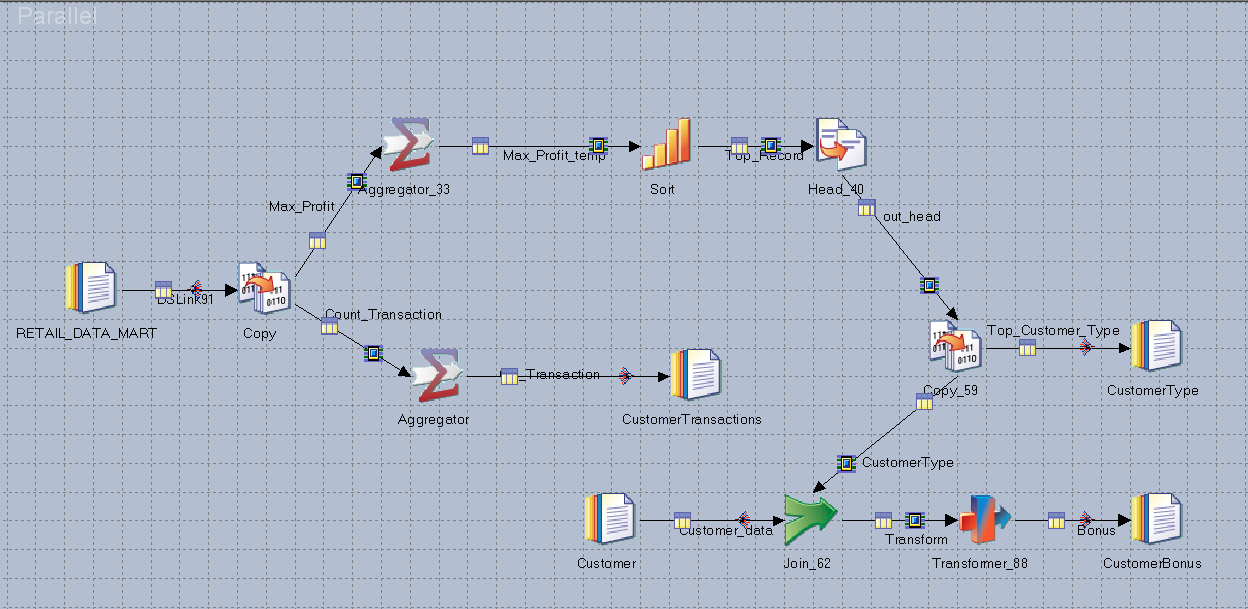 Parallel
Max_Profit_temp
Top_Record
Aggregator_33
Sort
Head_40
Max_Profit
out_head
DSLink91
Count_Transaction
RETAIL_DATA_MART
Copy
Top_Customer_Type
_Transaction
Copy_59
CustomerType
Aggregator
CustomerTransactions
CustomerType
Customer_data
Transform
Bonus
Customer
Join_62
Transformer_88
CustomerBonus